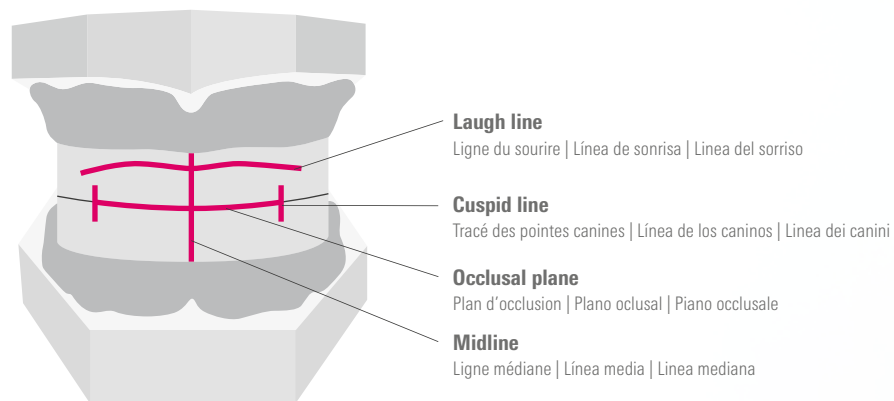 Laugh line
Ligne du sourire | Línea de sonrisa | Linea del sorriso
Cuspid line
Tracé des pointes canines | Línea de los caninos | Linea dei canini
Occlusal plane
Plan d’occlusion | Plano oclusal | Piano occlusale
Midline
Ligne médiane | Línea media | Linea mediana